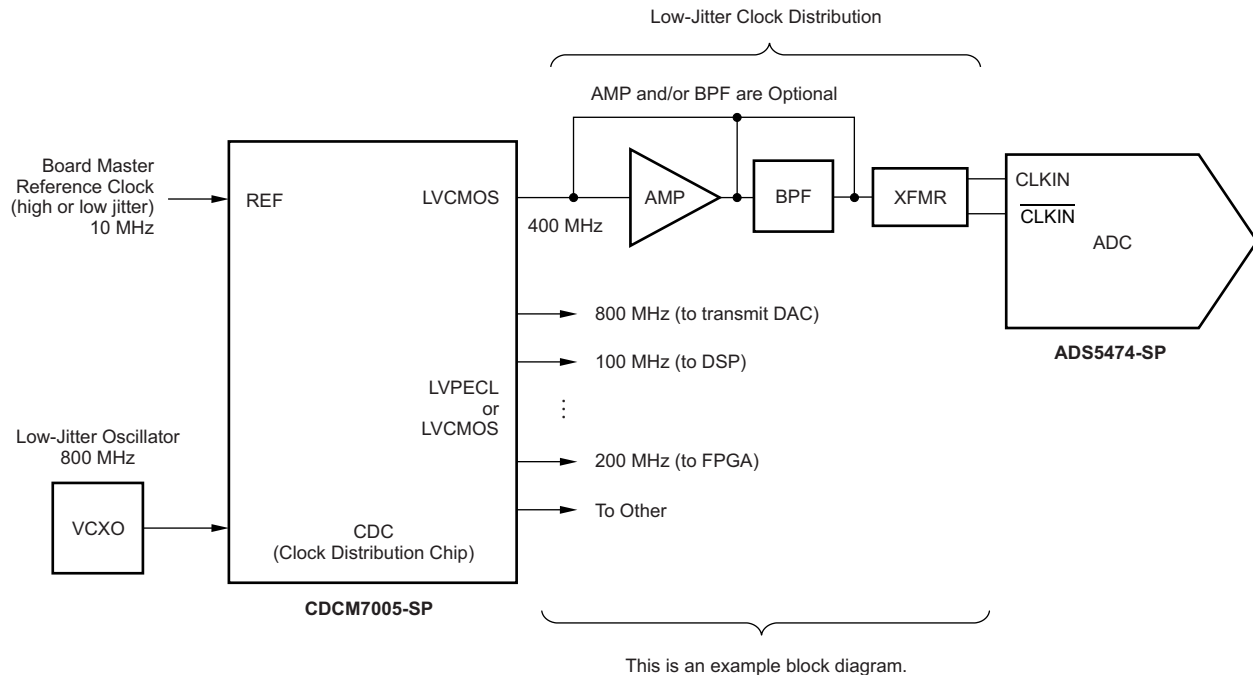 Low-Jitter Clock Distribution
AMP and/or BPF are Optional
Board Master
Reference Clock
(high or low jitter)
10 MHz
REF
LVCMOS
400 MHz
AMP
BPF
XFMR
CLKIN
CLKIN
ADC
ADS5474-SP
800 MHz (to transmit DAC)
100 MHz (to DSP)
LVPECL
or
LVCMOS
⋮
200 MHz (to FPGA)
To Other
Low-Jitter Oscillator
800 MHz
VCXO
CDC
(Clock Distribution Chip)
CDCM7005-SP
This is an example block diagram.